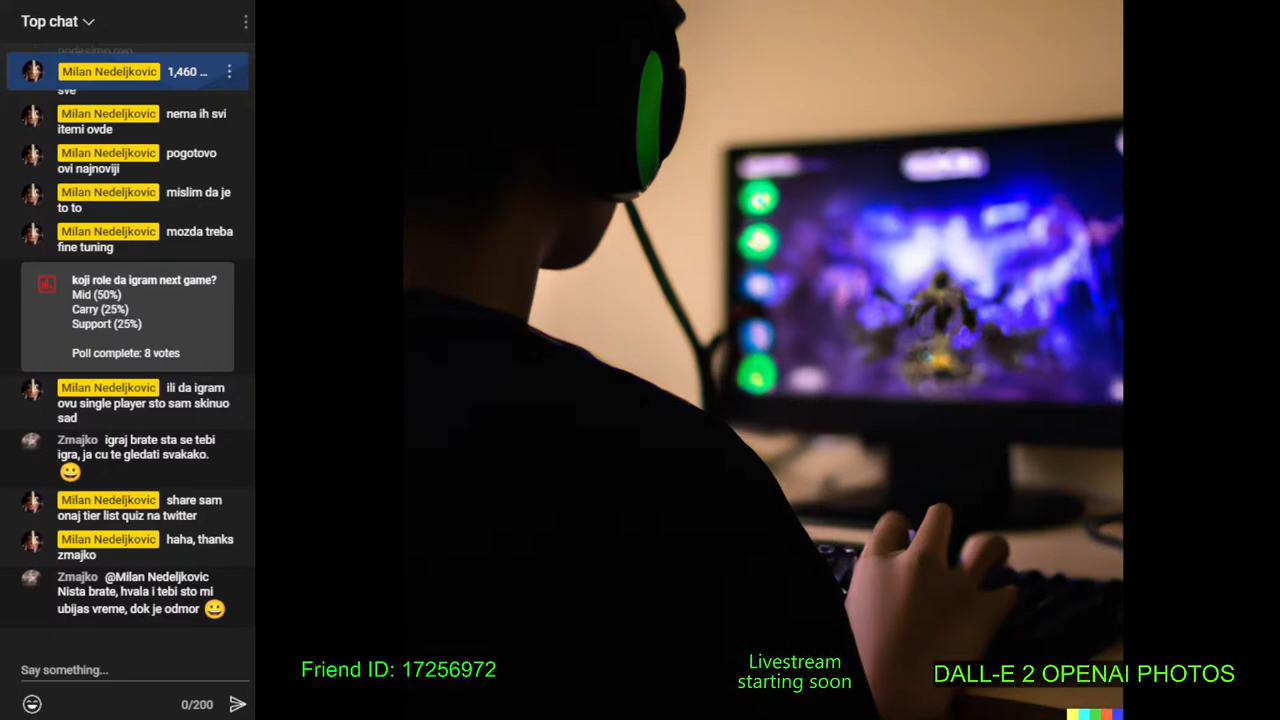 Top chat
podesimo ovo
Milan Nedeljkovic 1,460 ...
sve
Milan Nedeljkovic nema ih svi
itemi ovde
Milan Nedeljkovic pogotovo
ovi najnoviji
Milan Nedeljkovic mislim da je
to to
Milan Nedeljkovic mozda treba
fine tuning
koji role da igram next game?
Mid (50%)
Carry (25%)
Support (25%)
Poll complete: 8 votes
Milan Nedeljkovic ili da igram
ovu single player sto sam skinuo
sad
Zmajko igraj brate sta se tebi
igra, ja cu te gledati svakako.
Milan Nedeljkovic share sam
onaj tier list quiz na twitter
Milan Nedeljkovic haha, thanks
zmajko
Zmajko @Milan Nedeljkovic
Nista brate, hvala i tebi sto mi
ubijas vreme, dok je odmor
Say something...
0/200
Friend ID: 17256972
Livestream
starting soon
DALL-E 2 OPENAI PHOTOS